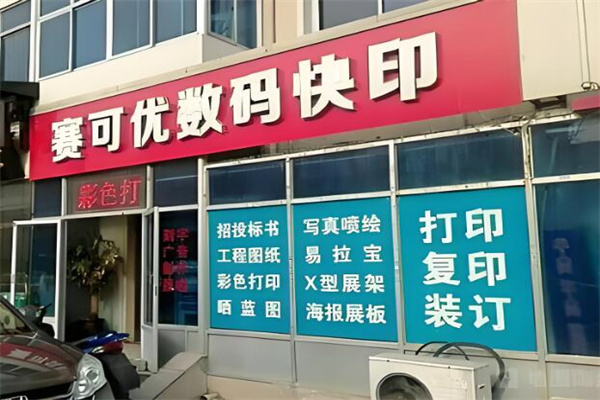 赛可优数码快印
彩色打
招投标书
工程图纸
彩色打印
晒蓝图
写真喷绘
易拉宝
X型展架
海报展板
打印
复印
装订